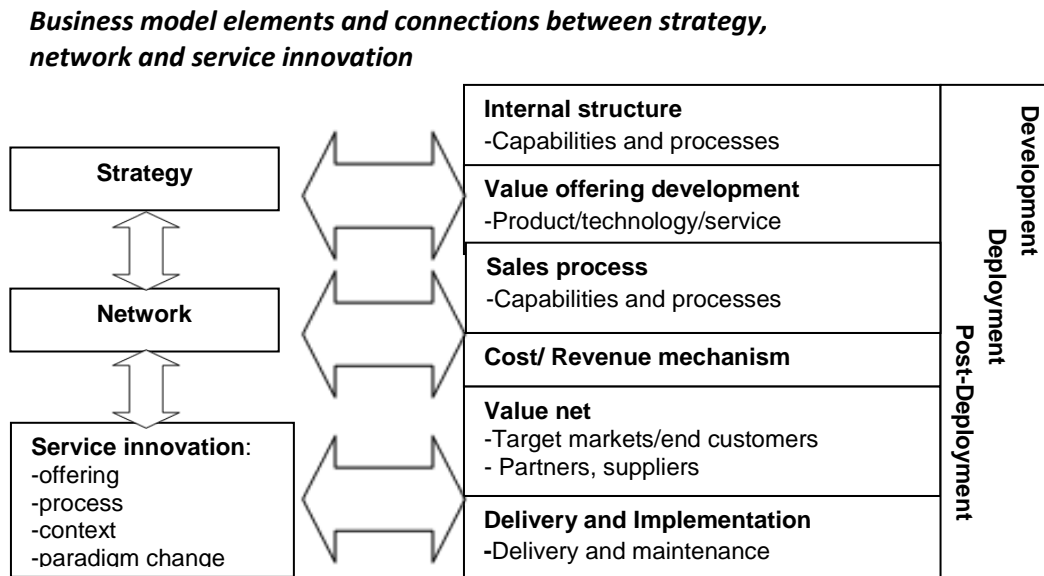 Business model elements and connections between strategy,
network and service innovation
Strategy
Network
Service innovation:
-offering
-process
-context
-paradigm change
Internal structure
-Capabilities and processes
Value offering development
-Product/technology/service
Sales process
-Capabilities and processes
Cost/ Revenue mechanism
Value net
-Target markets/end customers
- Partners, suppliers
Delivery and Implementation
-Delivery and maintenance
Development
Deployment
Post-Deployment